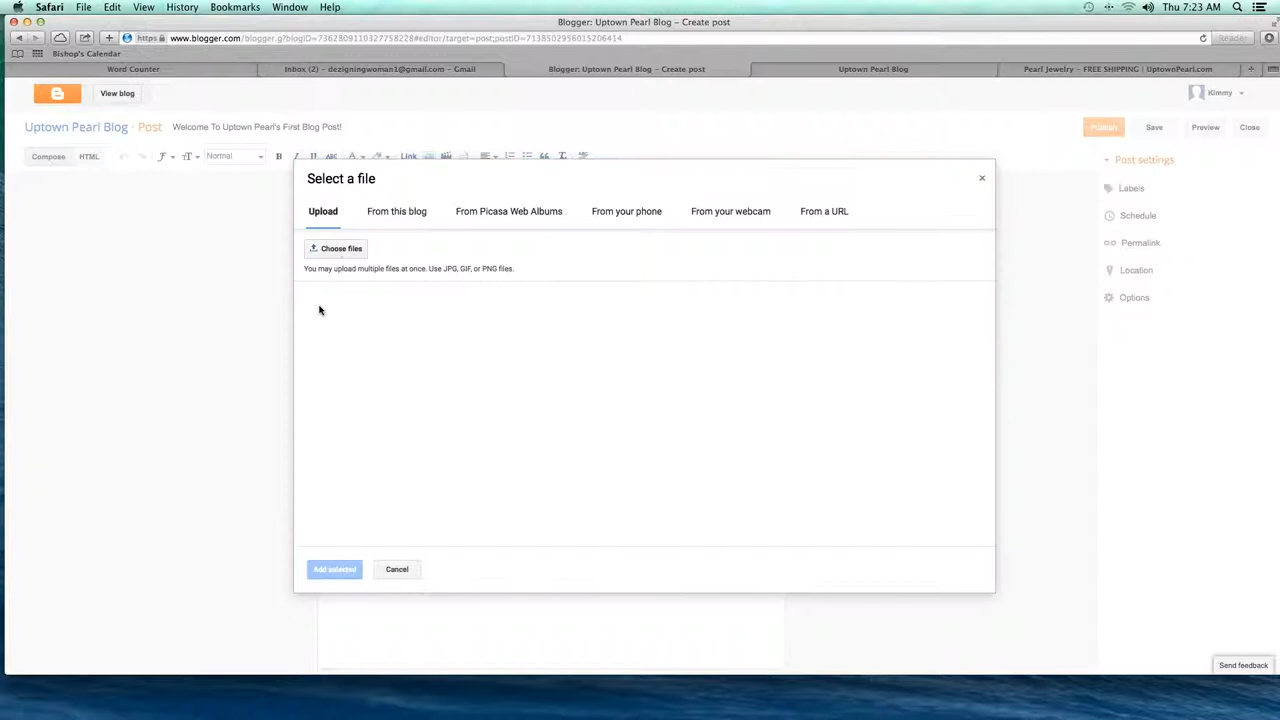 Safari File Edit View History Bookmarks Window Help Thu 7:23 AM
Blogger: Uptown Pearl Blog – Create post
https www.blogger.com/blogger.g?blogID=7362809110327758228#editor/target=post;postID=7138502956015206414 Reader
Bishop's Calendar
Word Counter Inbox (2) – dezigningwoman1@gmail.com – Gmail Blogger: Uptown Pearl Blog – Create post Uptown Pearl Blog Pearl Jewelry – FREE SHIPPING | UptownPearl.com
View blog Kimmy
Uptown Pearl Blog · Post Welcome To Uptown Pearl's First Blog Post! Publish Save Preview Close
Compose HTML Normal B I U ABC A Link
Post settings
Select a file
Upload From this blog From Picasa Web Albums From your phone From your webcam From a URL
Labels
Schedule
Permalink
Location
Options
Choose files
You may upload multiple files at once. Use JPG, GIF, or PNG files.
Add selected Cancel
Send feedback